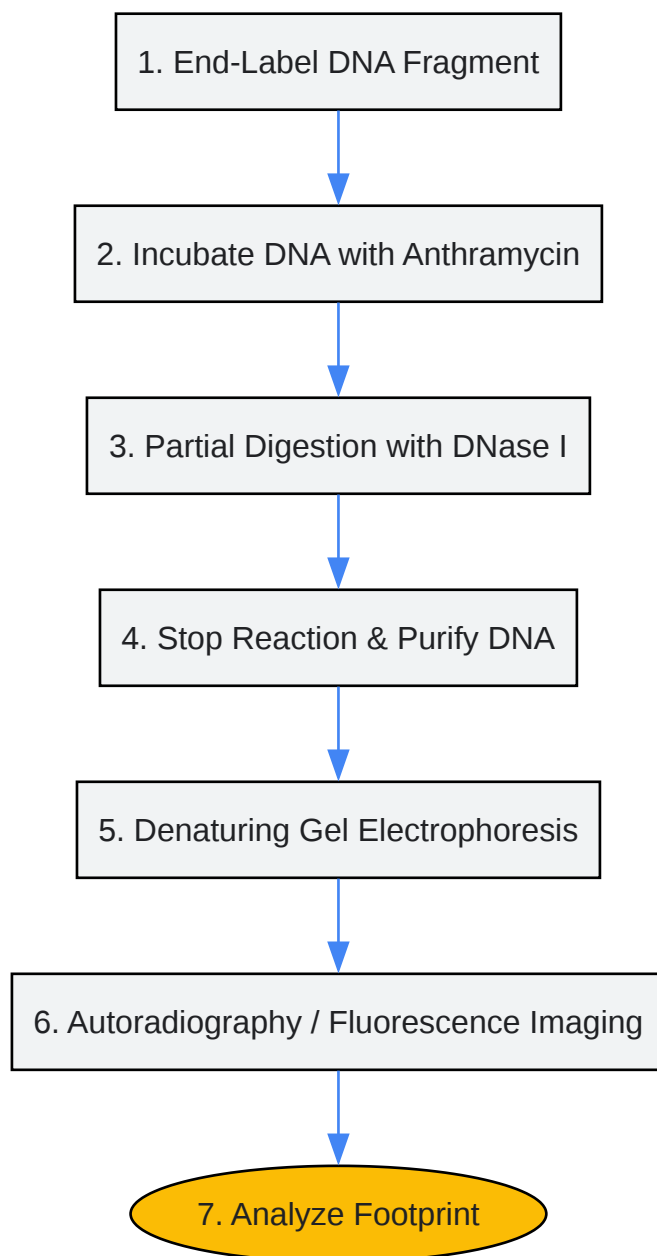 1. End-Label DNA Fragment
2. Incubate DNA with Anthramycin
3. Partial Digestion with DNase I
4. Stop Reaction & Purify DNA
5. Denaturing Gel Electrophoresis
6. Autoradiography / Fluorescence Imaging
7. Analyze Footprint